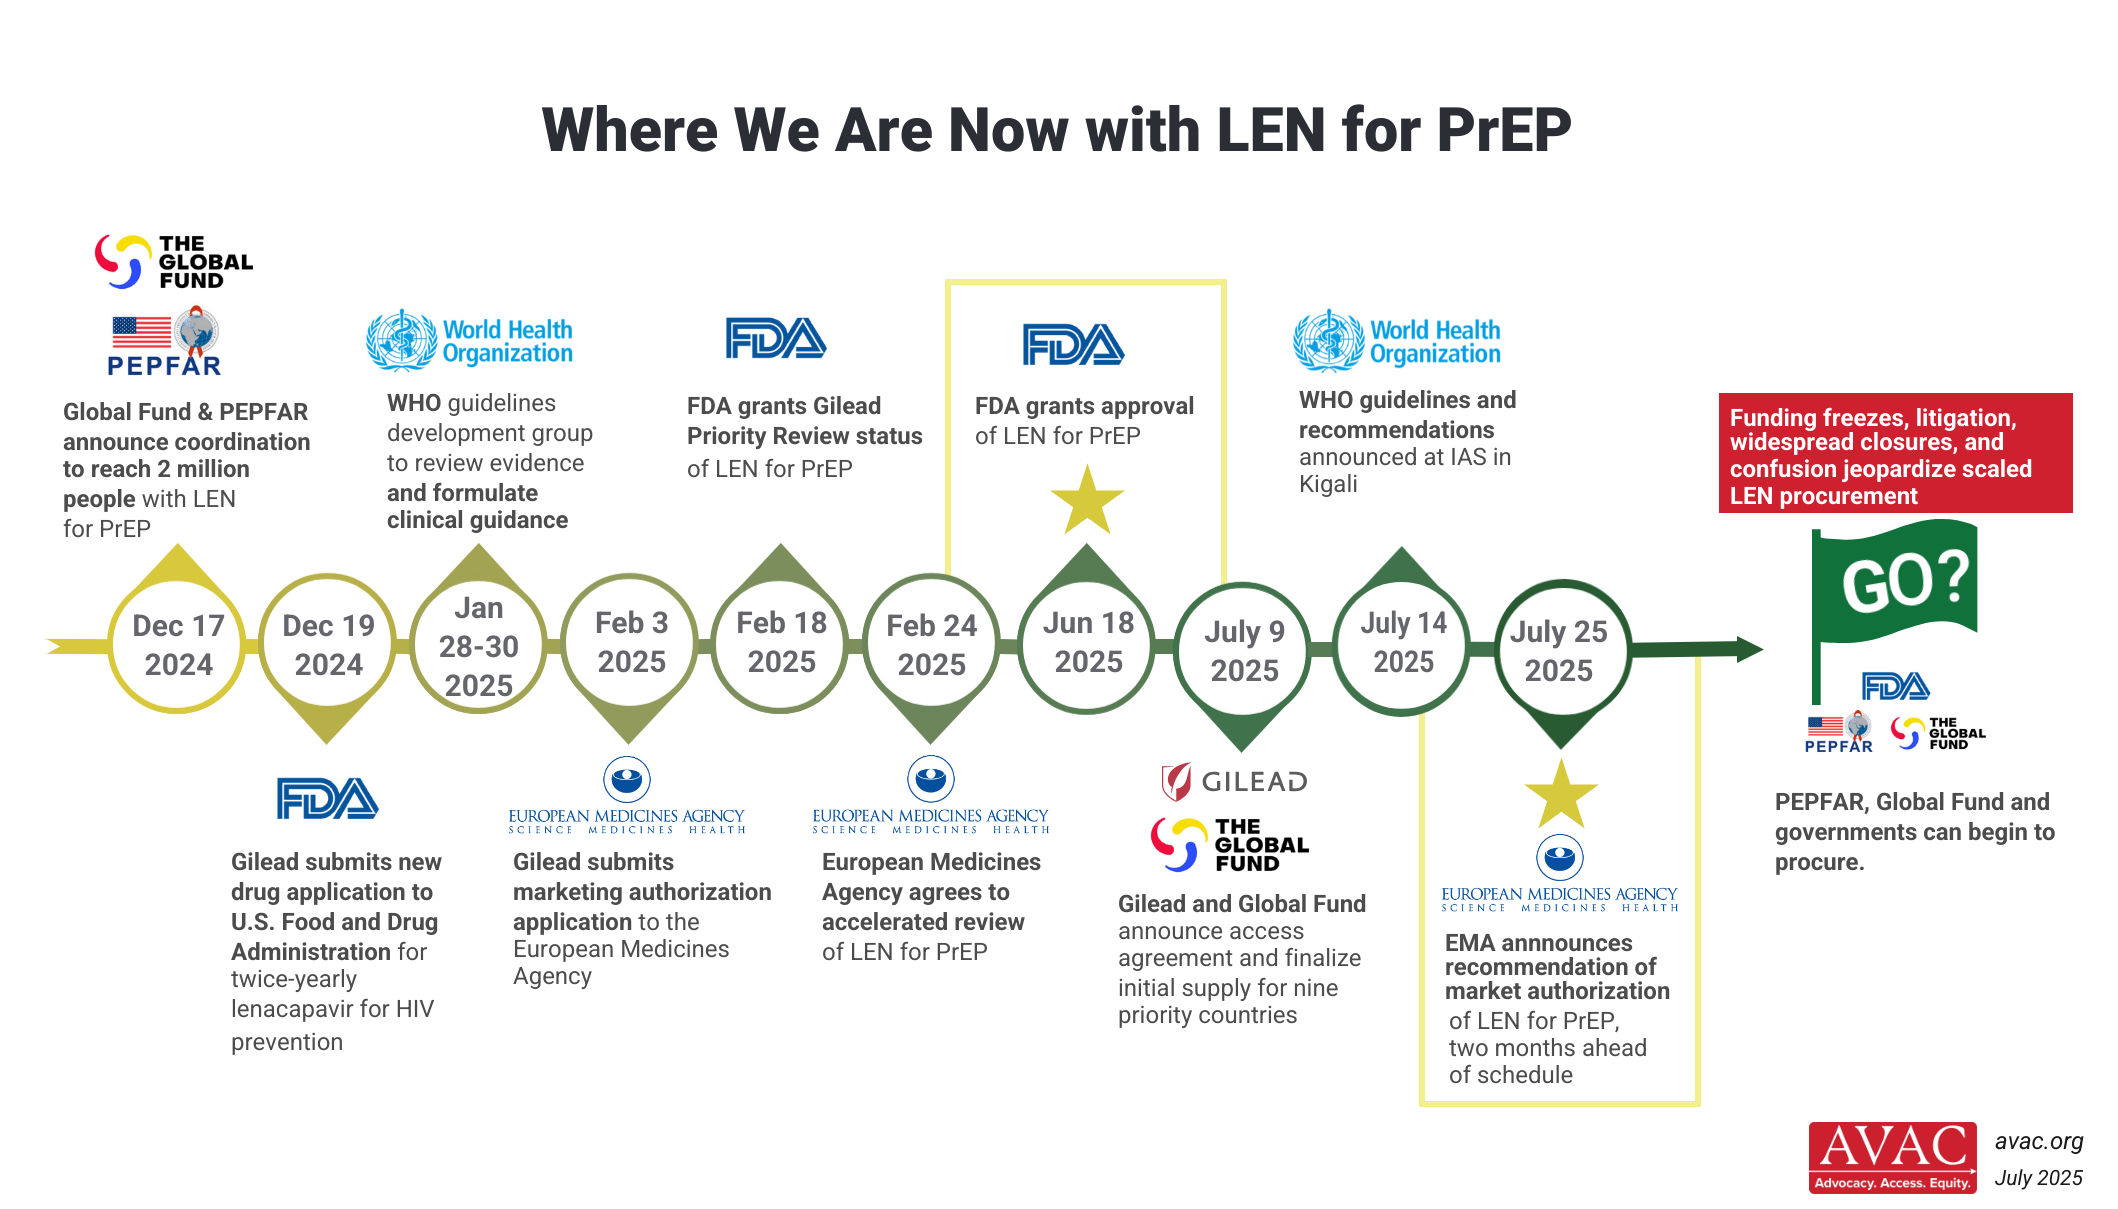 Where We Are Now with LEN for PrEP
THE
GLOBAL
FUND
PEPFAR
Global Fund & PEPFAR
announce coordination
to reach 2 million
people with LEN
for PrEP
Dec 17
2024
Dec 19
2024
FDA
Gilead submits new
drug application to
U.S. Food and Drug
Administration for
twice-yearly
lenacapavir for HIV
prevention
World Health
Organization
WHO guidelines
development group
to review evidence
and formulate
clinical guidance
Jan
28-30
2025
Feb 3
2025
EUROPEAN MEDICINES AGENCY
SCIENCE MEDICINES HEALTH
Gilead submits
marketing authorization
application to the
European Medicines
Agency
FDA
FDA grants Gilead
Priority Review status
of LEN for PrEP
Feb 18
2025
Feb 24
2025
EUROPEAN MEDICINES AGENCY
SCIENCE MEDICINES HEALTH
European Medicines
Agency agrees to
accelerated review
of LEN for PrEP
FDA
FDA grants approval
of LEN for PrEP
Jun 18
2025
July 9
2025
GILEAD
THE
GLOBAL
FUND
Gilead and Global Fund
announce access
agreement and finalize
initial supply for nine
priority countries
World Health
Organization
WHO guidelines and
recommendations
announced at IAS in
Kigali
July 14
2025
July 25
2025
EUROPEAN MEDICINES AGENCY
SCIENCE MEDICINES HEALTH
EMA annnounces
recommendation of
market authorization
of LEN for PrEP,
two months ahead
of schedule
Funding freezes, litigation,
widespread closures, and
confusion jeopardize scaled
LEN procurement
GO?
FDA
PEPFAR
THE
GLOBAL
FUND
PEPFAR, Global Fund and
governments can begin to
procure.
AVAC
Advocacy. Access. Equity.
avac.org
July 2025